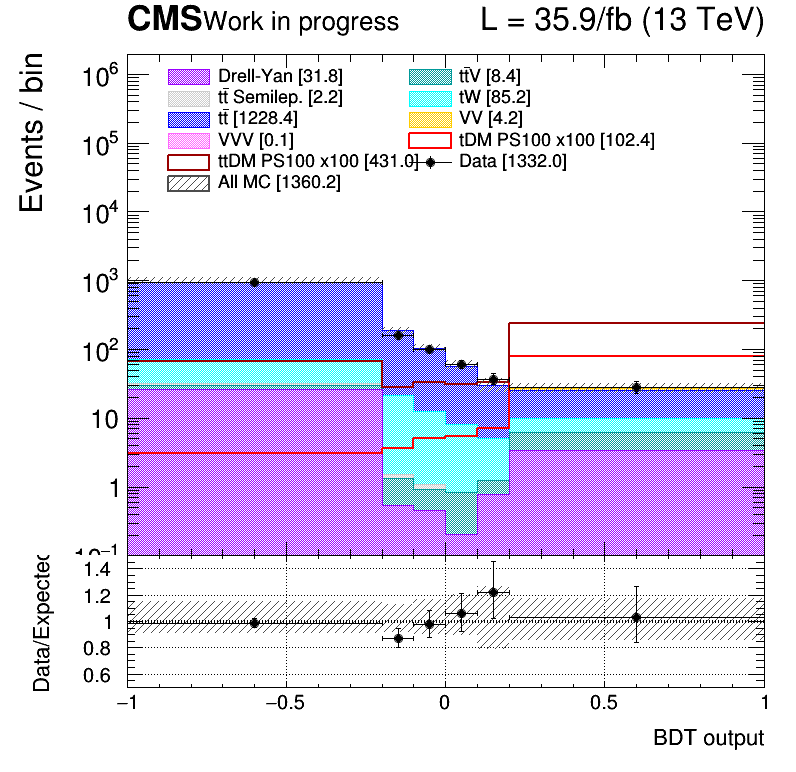 CMS Work in progress L = 35.9/fb (13 TeV)
Events / bin
Drell-Yan [31.8] tt̄V [8.4]
tt̄ Semilep. [2.2] tW [85.2]
tt̄ [1228.4] VV [4.2]
VVV [0.1] tDM PS100 x100 [102.4]
ttDM PS100 x100 [431.0] Data [1332.0]
All MC [1360.2]
10⁶
10⁵
10⁴
10³
10²
10
1
10⁻¹
Data/Expected
1.4
1.2
1
0.8
0.6
−1 −0.5 0 0.5 1
BDT output